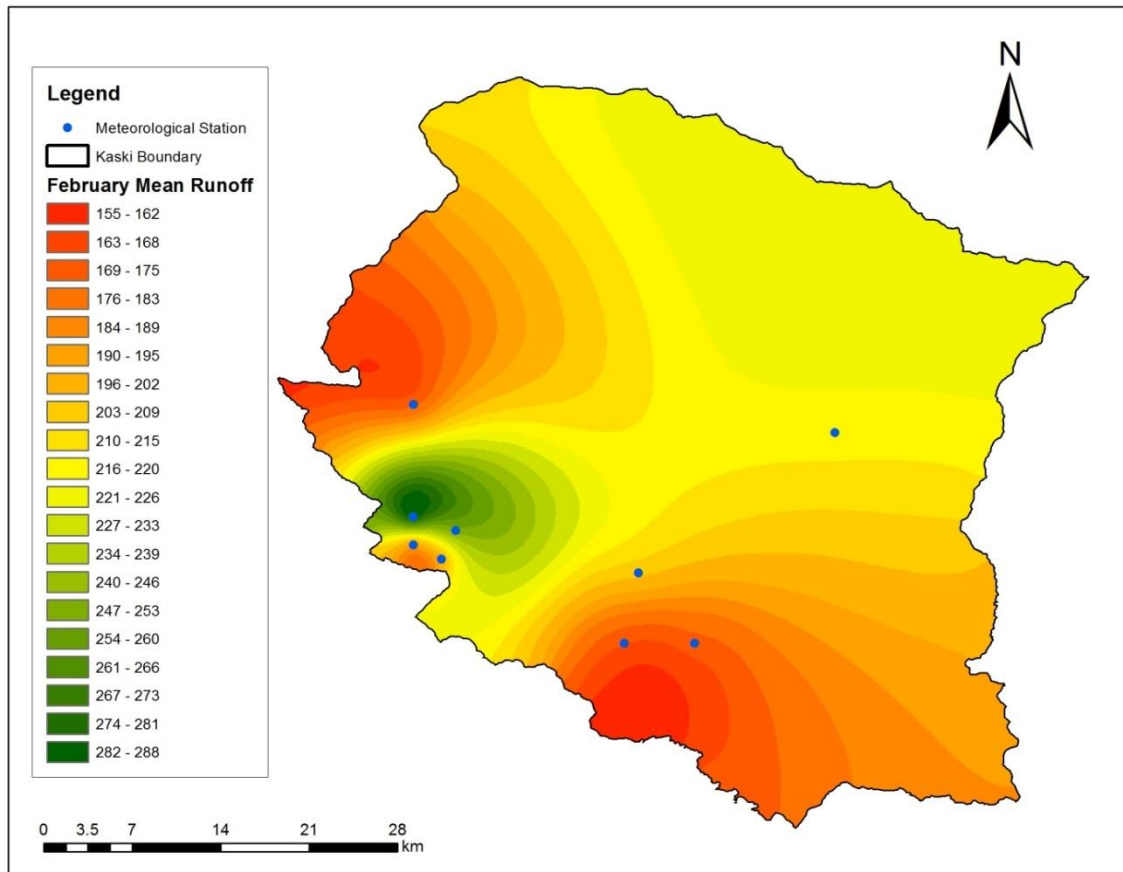 N
Legend
Meteorological Station
Kaski Boundary
February Mean Runoff
155 - 162
163 - 168
169 - 175
176 - 183
184 - 189
190 - 195
196 - 202
203 - 209
210 - 215
216 - 220
221 - 226
227 - 233
234 - 239
240 - 246
247 - 253
254 - 260
261 - 266
267 - 273
274 - 281
282 - 288
0 3.5 7 14 21 28
km